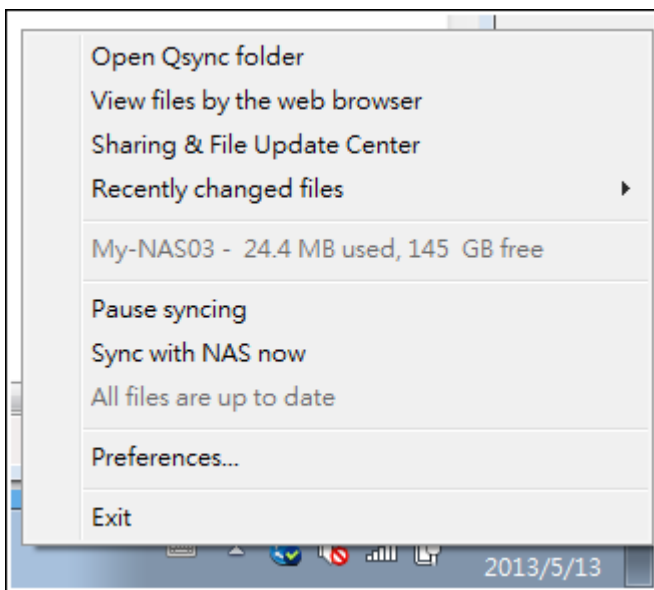 Open Qsync folder
View files by the web browser
Sharing & File Update Center
Recently changed files
My-NAS03 - 24.4 MB used, 145 GB free
Pause syncing
Sync with NAS now
All files are up to date
Preferences...
Exit
2013/5/13